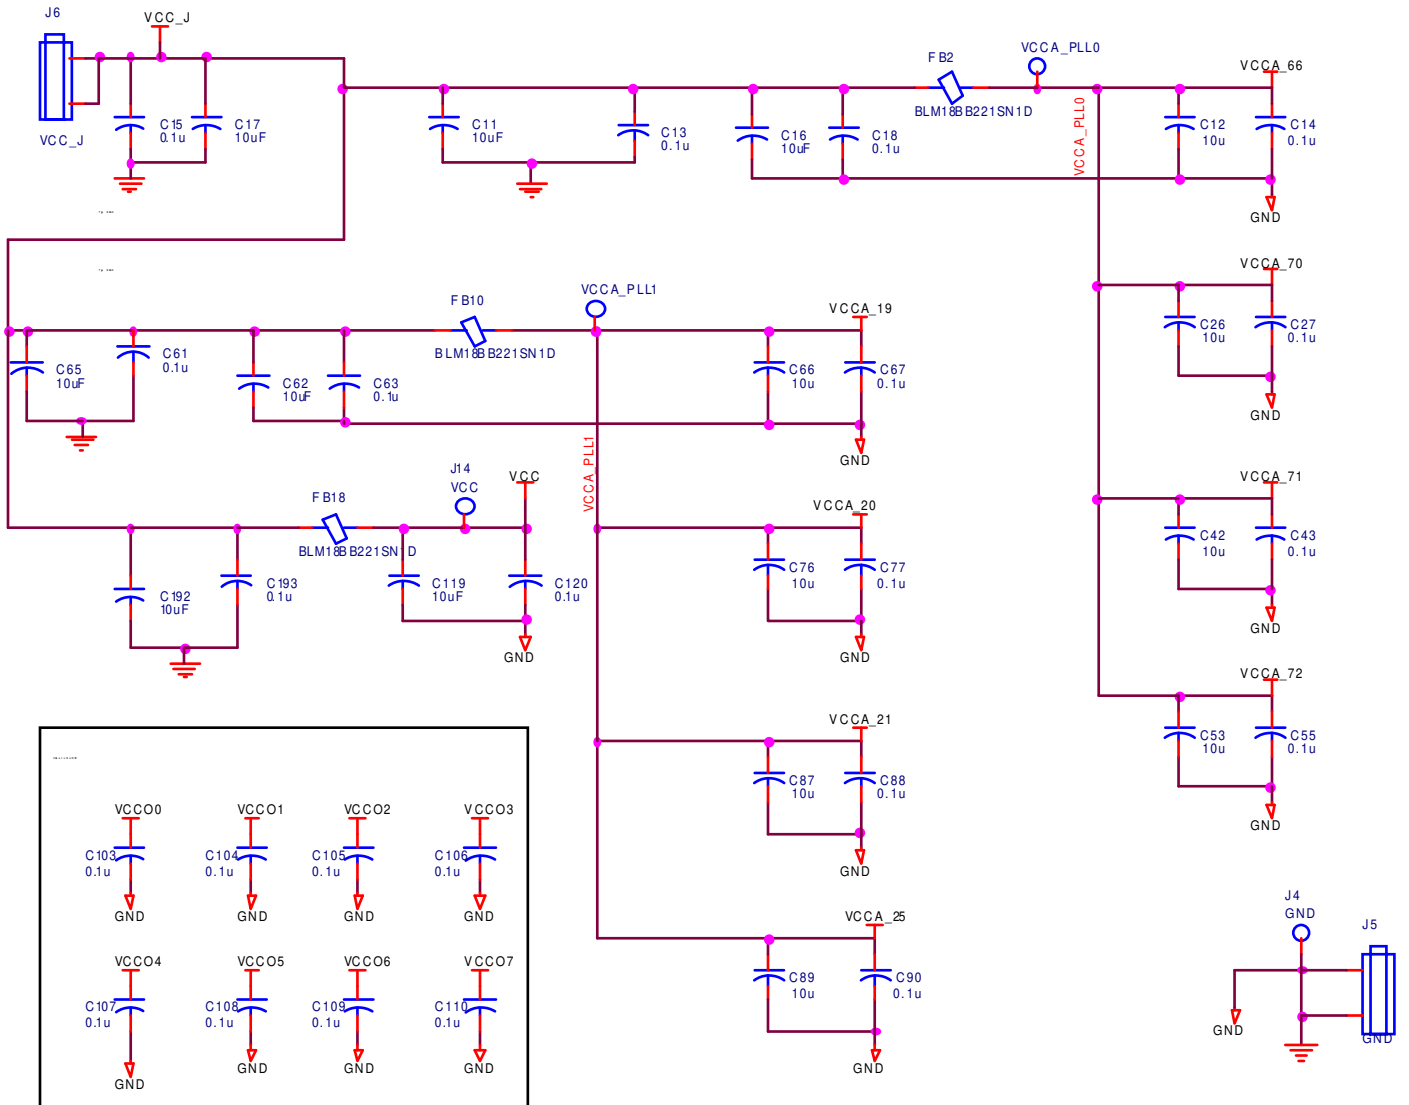 J6
VCC_J
VCC_J
C15
0.1u
C17
10uF
C11
10uF
C13
0.1u
C16
10uF
C18
0.1u
FB2
BLM18BB221SN1D
VCCA_PLL0
VCCA_PLL0
VCCA_66
C12
10u
C14
0.1u
GND
VCCA_70
C26
10u
C27
0.1u
GND
VCCA_71
C42
10u
C43
0.1u
GND
VCCA_72
C53
10u
C55
0.1u
GND
C65
10uF
C61
0.1u
C62
10uF
C63
0.1u
FB10
BLM18BB221SN1D
VCCA_PLL1
VCCA_PLL1
VCCA_19
C66
10u
C67
0.1u
GND
C192
10uF
C193
0.1u
FB18
BLM18BB221SN1D
J14
VCC
VCC
C119
10uF
C120
0.1u
GND
VCCA_20
C76
10u
C77
0.1u
GND
VCCA_21
C87
10u
C88
0.1u
GND
VCCA_25
C89
10u
C90
0.1u
GND
VCCO0
C103
0.1u
GND
VCCO1
C104
0.1u
GND
VCCO2
C105
0.1u
GND
VCCO3
C106
0.1u
GND
VCCO4
C107
0.1u
GND
VCCO5
C108
0.1u
GND
VCCO6
C109
0.1u
GND
VCCO7
C110
0.1u
GND
J4
GND
J5
GND
GND